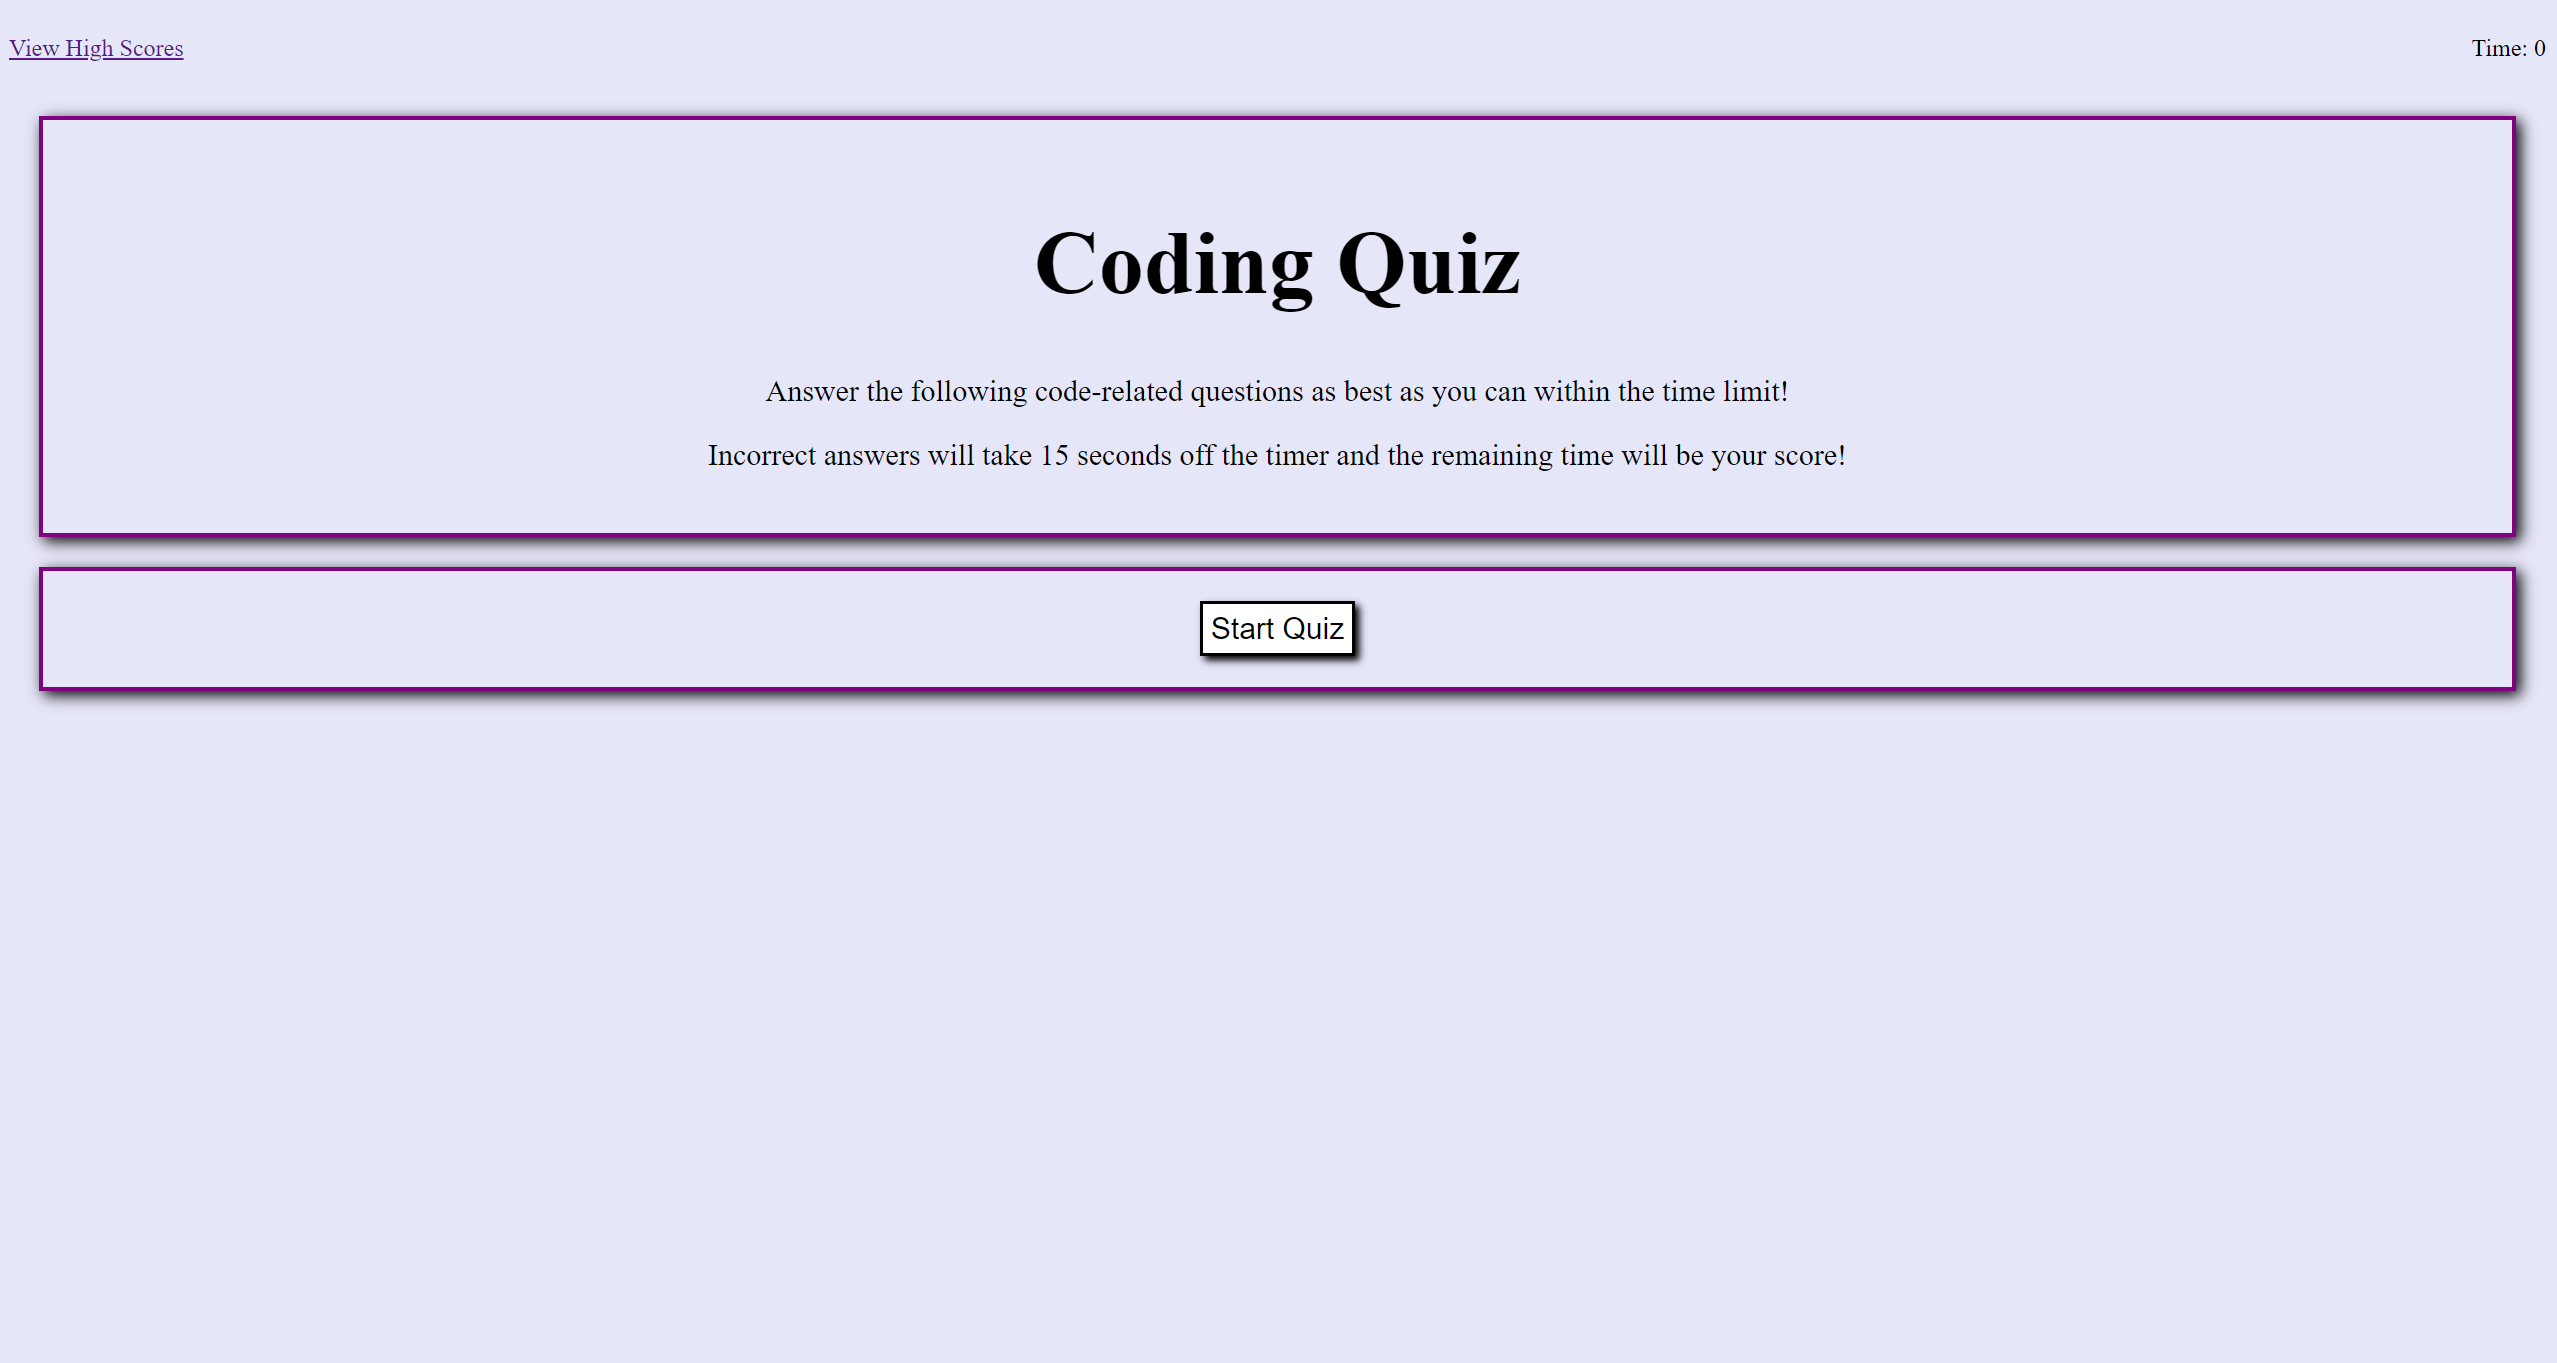 View High Scores
Time: 0
Coding Quiz
Answer the following code-related questions as best as you can within the time limit!
Incorrect answers will take 15 seconds off the timer and the remaining time will be your score!
Start Quiz